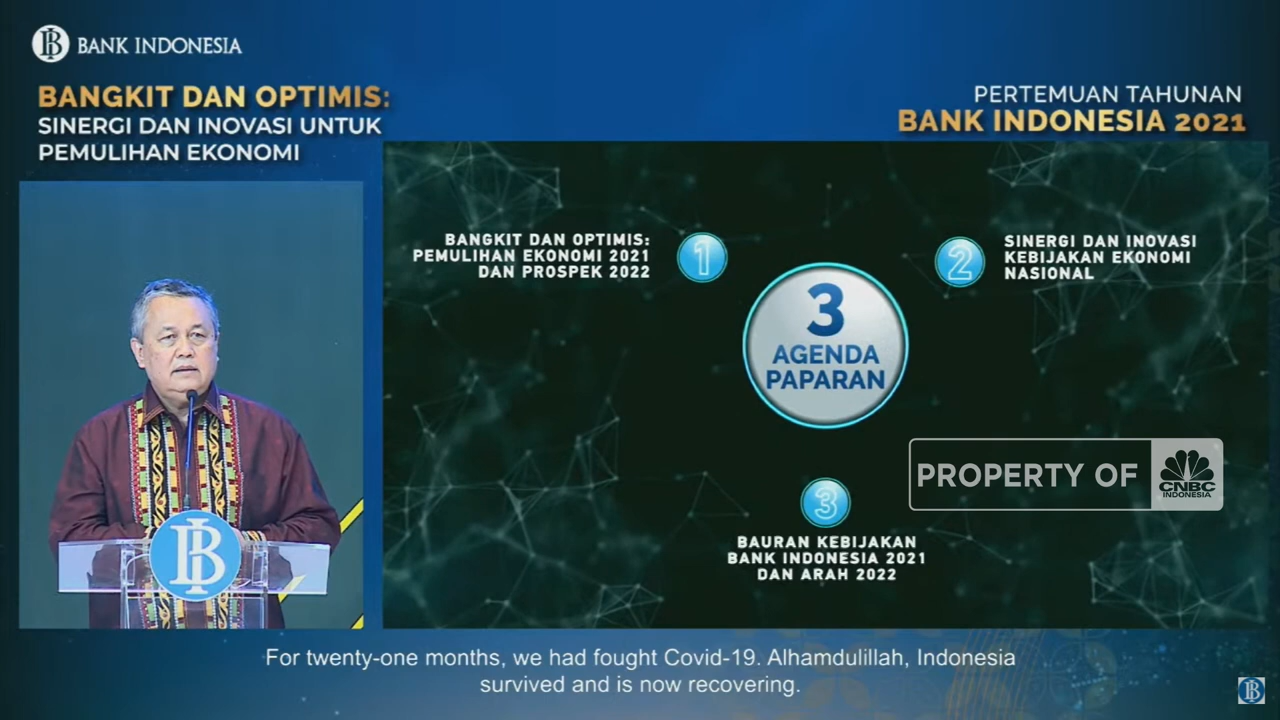 BANK INDONESIA
BANGKIT DAN OPTIMIS:
SINERGI DAN INOVASI UNTUK
PEMULIHAN EKONOMI
PERTEMUAN TAHUNAN
BANK INDONESIA 2021
BANGKIT DAN OPTIMIS:
PEMULIHAN EKONOMI 2021
DAN PROSPEK 2022
1
2
SINERGI DAN INOVASI
KEBIJAKAN EKONOMI
NASIONAL
3
AGENDA
PAPARAN
PROPERTY OF
CNBC
INDONESIA
3
BAURAN KEBIJAKAN
BANK INDONESIA 2021
DAN ARAH 2022
For twenty-one months, we had fought Covid-19. Alhamdulillah, Indonesia
survived and is now recovering.